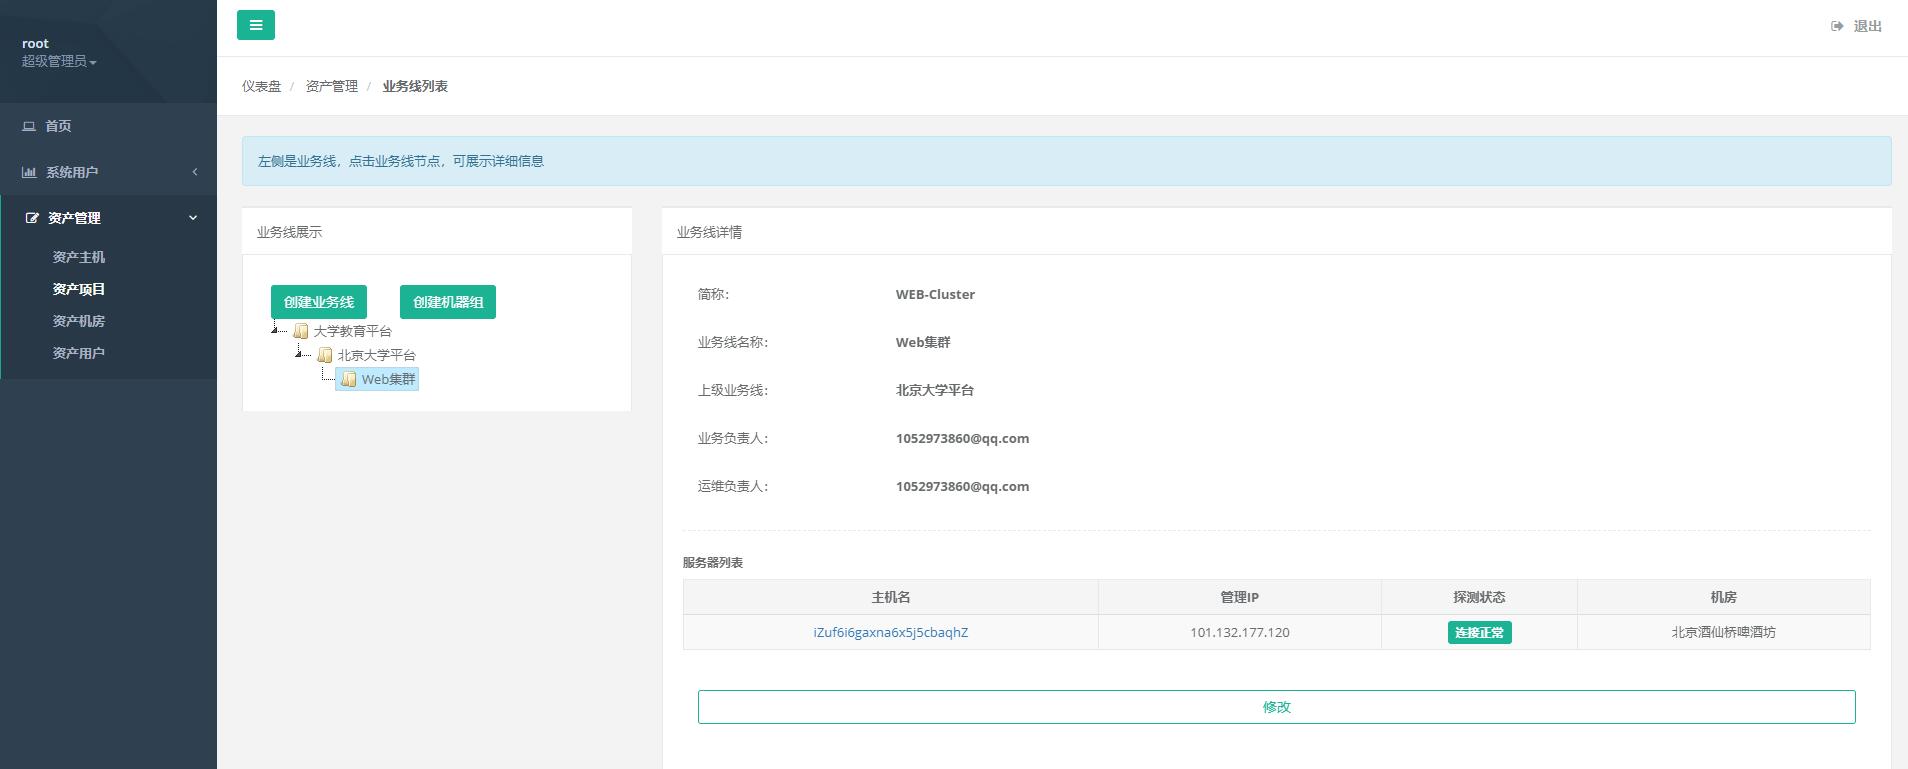 root
超级管理员
首页
系统用户
资产管理
资产主机
资产项目
资产机房
资产用户
退出
仪表盘 / 资产管理 / 业务线列表
左侧是业务线，点击业务线节点，可展示详细信息
业务线展示
创建业务线 创建机器组
大学教育平台
北京大学平台
Web集群
业务线详情
简称： WEB-Cluster
业务线名称： Web集群
上级业务线： 北京大学平台
业务负责人： 1052973860@qq.com
运维负责人： 1052973860@qq.com
服务器列表
主机名 管理IP 探测状态 机房
iZuf6i6gaxna6x5j5cbaqhZ 101.132.177.120 连接正常 北京酒仙桥啤酒坊
修改